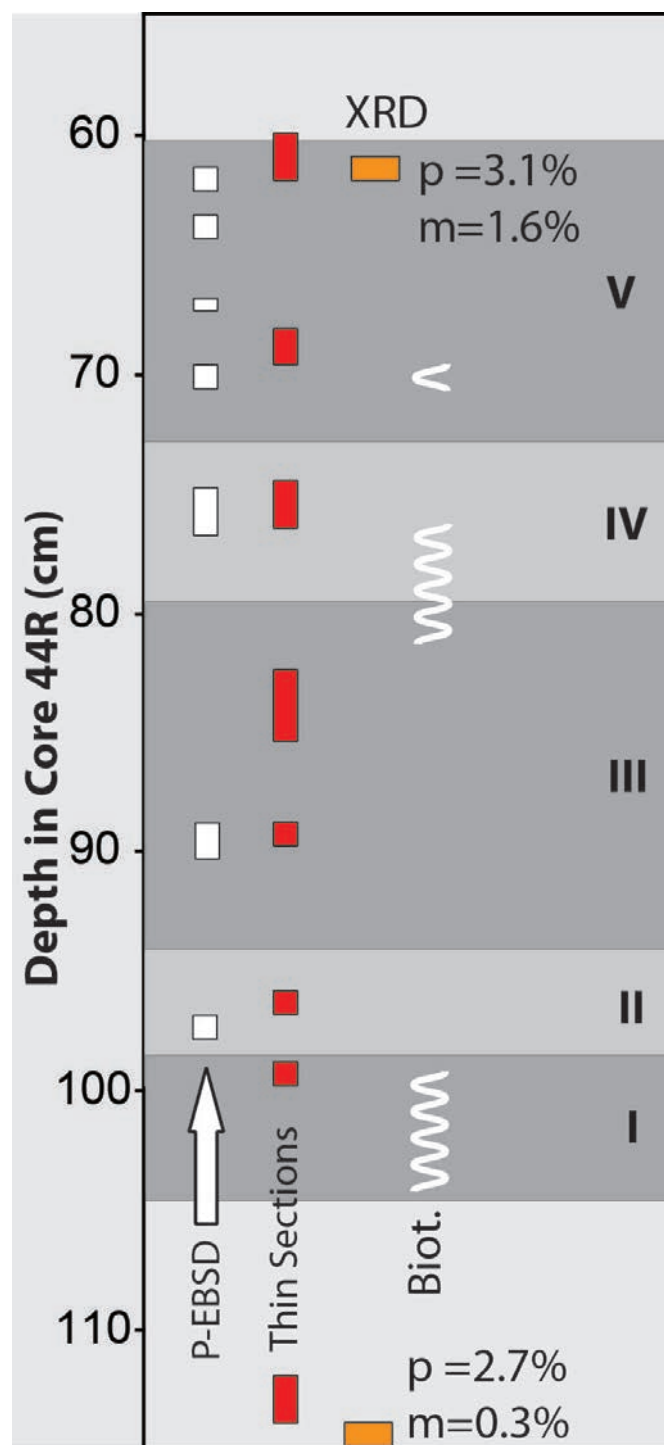 Depth in Core 44R (cm)
60
70
80
90
100
110
XRD
p =3.1%
m=1.6%
V
IV
III
II
I
P-EBSD
Thin Sections
Biot.
p =2.7%
m=0.3%